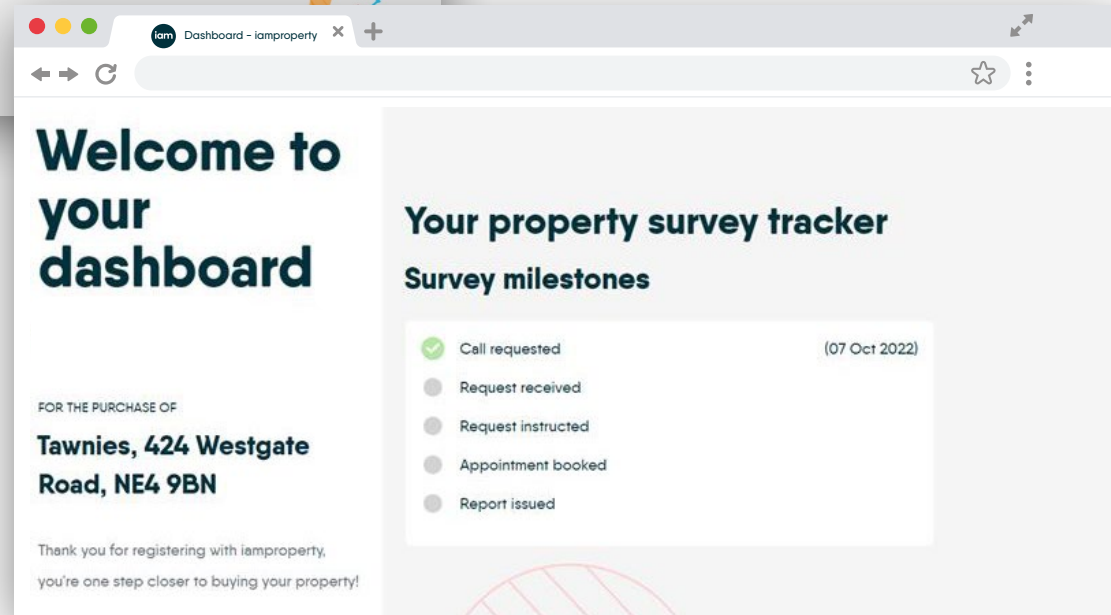 iam Dashboard - iamproperty
Welcome to
your
dashboard
FOR THE PURCHASE OF
Tawnies, 424 Westgate
Road, NE4 9BN
Thank you for registering with iamproperty,
you're one step closer to buying your property!
Your property survey tracker
Survey milestones
Call requested (07 Oct 2022)
Request received
Request instructed
Appointment booked
Report issued